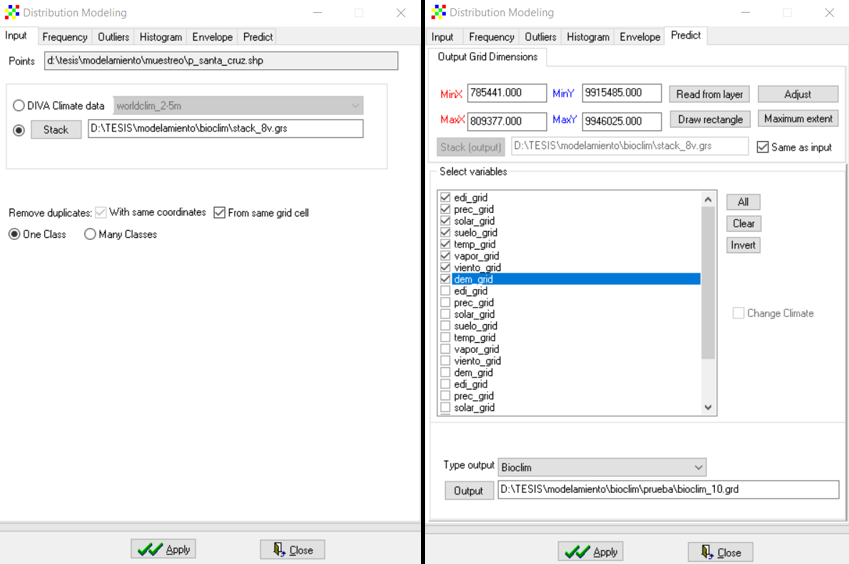 Distribution Modeling
Input Frequency Outliers Histogram Envelope Predict
Points d:\tesis\modelamiento\muestreo\p_santa_cruz.shp
DIVA Climate data worldclim_2-5m
Stack D:\TESIS\modelamiento\bioclim\stack_8v.grs
Remove duplicates: With same coordinates From same grid cell
One Class Many Classes
Apply Close
Distribution Modeling
Input Frequency Outliers Histogram Envelope Predict
Output Grid Dimensions
MinX 785441.000 MinY 9915485.000 Read from layer Adjust
MaxX 809377.000 MaxY 9946025.000 Draw rectangle Maximum extent
Stack (output) D:\TESIS\modelamiento\bioclim\stack_8v.grs Same as input
Select variables
edi_grid
prec_grid
solar_grid
suelo_grid
temp_grid
vapor_grid
viento_grid
dem_grid
edi_grid
prec_grid
solar_grid
suelo_grid
temp_grid
vapor_grid
viento_grid
dem_grid
edi_grid
prec_grid
solar_grid
All
Clear
Invert
Change Climate
Type output Bioclim
Output D:\TESIS\modelamiento\bioclim\prueba\bioclim_10.grd
Apply Close